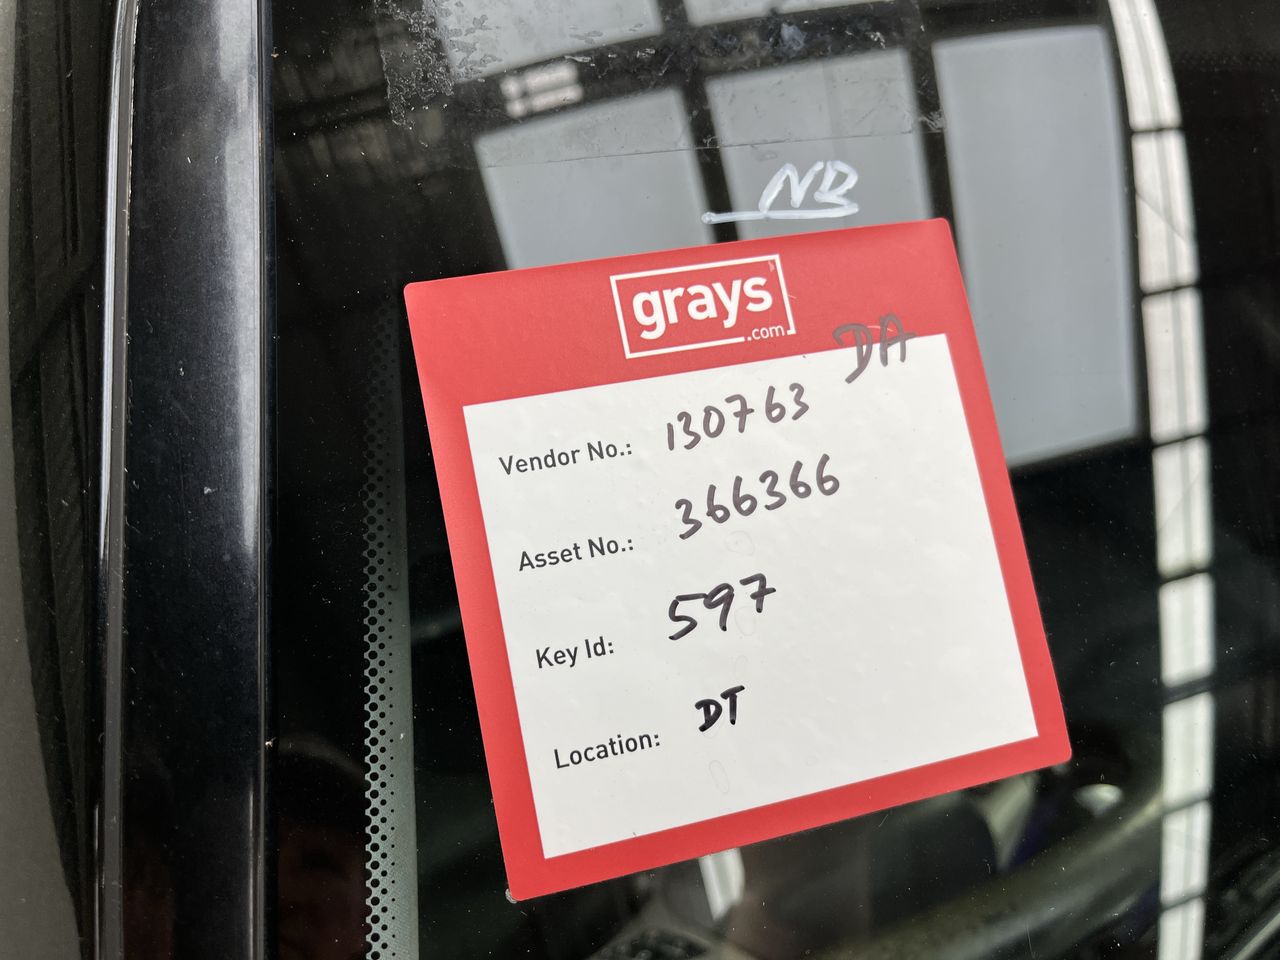 NB
grays
.com
DA
Vendor No.: 130763
Asset No.: 366366
Key Id: 597
Location: DT